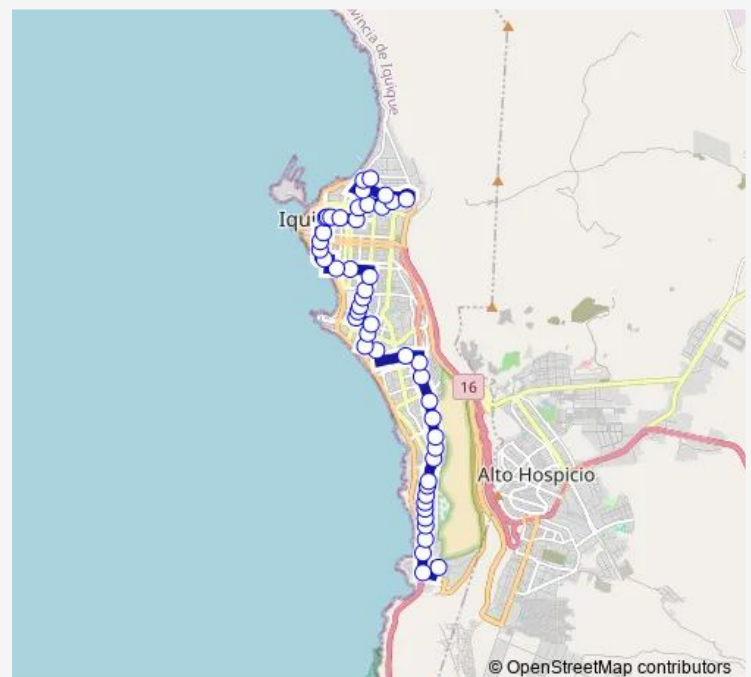 vincia de Iquique
Iqui
16
Alto Hospicio
© OpenStreetMap contributors